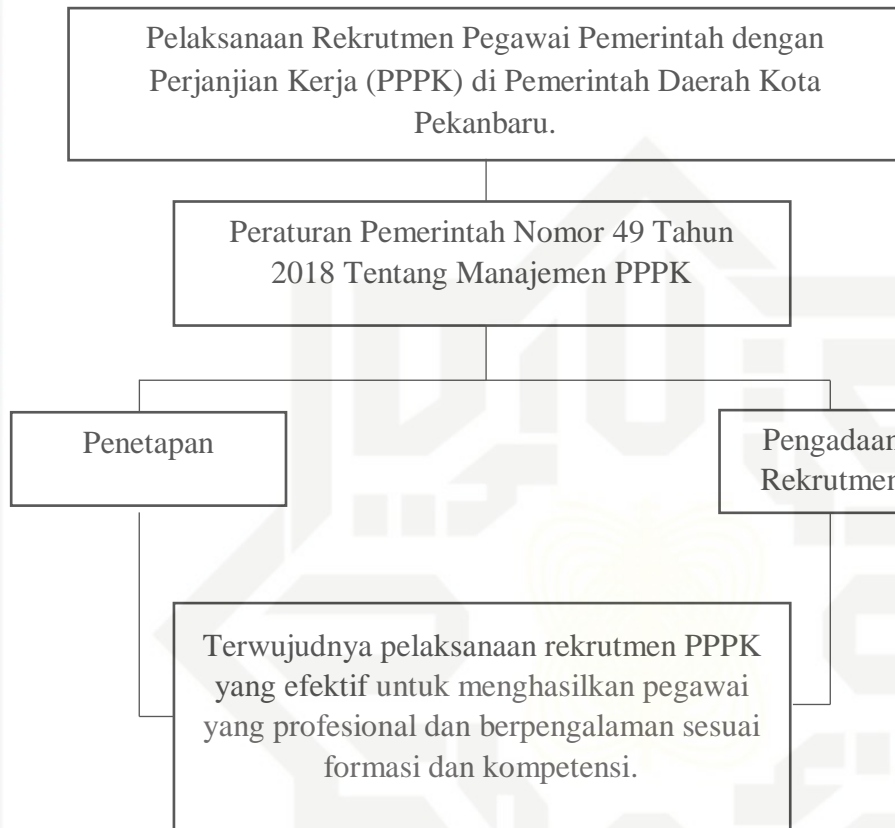 Pelaksanaan Rekrutmen Pegawai Pemerintah dengan
Perjanjian Kerja (PPPK) di Pemerintah Daerah Kota
Pekanbaru.
Peraturan Pemerintah Nomor 49 Tahun
2018 Tentang Manajemen PPPK
Penetapan
Pengadaan
Rekrutmen
Terwujudnya pelaksanaan rekrutmen PPPK
yang efektif untuk menghasilkan pegawai
yang profesional dan berpengalaman sesuai
formasi dan kompetensi.